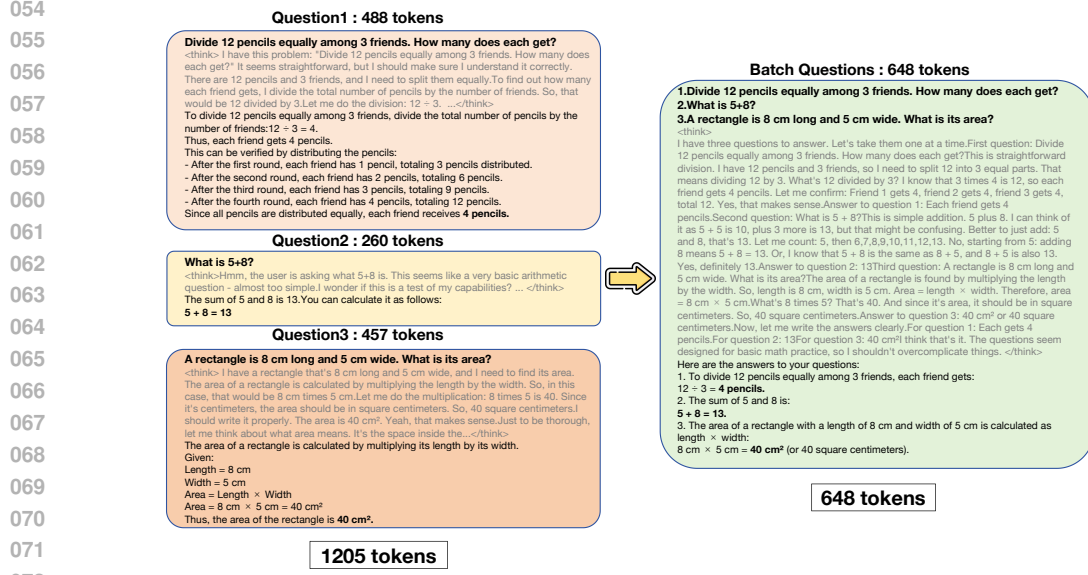 054
055
056
057
058
059
060
061
062
063
064
065
066
067
068
069
070
071
Question1 : 488 tokens
Divide 12 pencils equally among 3 friends. How many does each get?
<think> I have this problem: "Divide 12 pencils equally among 3 friends. How many does
each get?" It seems straightforward, but I should make sure I understand it correctly.
There are 12 pencils and 3 friends, and I need to split them equally.To find out how many
each friend gets, I divide the total number of pencils by the number of friends. So, that
would be 12 divided by 3.Let me do the division: 12 ÷ 3. ...</think>
To divide 12 pencils equally among 3 friends, divide the total number of pencils by the
number of friends:12 ÷ 3 = 4.
Thus, each friend gets 4 pencils.
This can be verified by distributing the pencils:
- After the first round, each friend has 1 pencil, totaling 3 pencils distributed.
- After the second round, each friend has 2 pencils, totaling 6 pencils.
- After the third round, each friend has 3 pencils, totaling 9 pencils.
- After the fourth round, each friend has 4 pencils, totaling 12 pencils.
Since all pencils are distributed equally, each friend receives 4 pencils.
Question2 : 260 tokens
What is 5+8?
<think>Hmm, the user is asking what 5+8 is. This seems like a very basic arithmetic
question - almost too simple.I wonder if this is a test of my capabilities? ... </think>
The sum of 5 and 8 is 13.You can calculate it as follows:
5 + 8 = 13
Question3 : 457 tokens
A rectangle is 8 cm long and 5 cm wide. What is its area?
<think> I have a rectangle that's 8 cm long and 5 cm wide, and I need to find its area.
The area of a rectangle is calculated by multiplying the length by the width. So, in this
case, that would be 8 cm times 5 cm.Let me do the multiplication: 8 times 5 is 40. Since
it's centimeters, the area should be in square centimeters. So, 40 square centimeters.I
should write it properly. The area is 40 cm². Yeah, that makes sense.Just to be thorough,
let me think about what area means. It's the space inside the...</think>
The area of a rectangle is calculated by multiplying its length by its width.
Given:
Length = 8 cm
Width = 5 cm
Area = Length × Width
Area = 8 cm × 5 cm = 40 cm²
Thus, the area of the rectangle is 40 cm².
1205 tokens
Batch Questions : 648 tokens
1.Divide 12 pencils equally among 3 friends. How many does each get?
2.What is 5+8?
3.A rectangle is 8 cm long and 5 cm wide. What is its area?
<think>
I have three questions to answer. Let's take them one at a time.First question: Divide
12 pencils equally among 3 friends. How many does each get?This is straightforward
division. I have 12 pencils and 3 friends, so I need to split 12 into 3 equal parts. That
means dividing 12 by 3. What's 12 divided by 3? I know that 3 times 4 is 12, so each
friend gets 4 pencils. Let me confirm: Friend 1 gets 4, friend 2 gets 4, friend 3 gets 4,
total 12. Yes, that makes sense.Answer to question 1: Each friend gets 4
pencils.Second question: What is 5 + 8?This is simple addition. 5 plus 8. I can think of
it as 5 + 5 is 10, plus 3 more is 13, but that might be confusing. Better to just add: 5
and 8, that's 13. Let me count: 5, then 6,7,8,9,10,11,12,13. No, starting from 5: adding
8 means 5 + 8 = 13. Or, I know that 5 + 8 is the same as 8 + 5, and 8 + 5 is also 13.
Yes, definitely 13.Answer to question 2: 13Third question: A rectangle is 8 cm long and
5 cm wide. What is its area?The area of a rectangle is found by multiplying the length
by the width. So, length is 8 cm, width is 5 cm. Area = length × width. Therefore, area
= 8 cm × 5 cm.What's 8 times 5? That's 40. And since it's area, it should be in square
centimeters. So, 40 square centimeters.Answer to question 3: 40 cm² or 40 square
centimeters.Now, let me write the answers clearly.For question 1: Each gets 4
pencils.For question 2: 13For question 3: 40 cm²I think that's it. The questions seem
designed for basic math practice, so I shouldn't overcomplicate things. </think>
Here are the answers to your questions:
1. To divide 12 pencils equally among 3 friends, each friend gets:
12 ÷ 3 = 4 pencils.
2. The sum of 5 and 8 is:
5 + 8 = 13.
3. The area of a rectangle with a length of 8 cm and width of 5 cm is calculated as
length × width:
8 cm × 5 cm = 40 cm² (or 40 square centimeters).
648 tokens